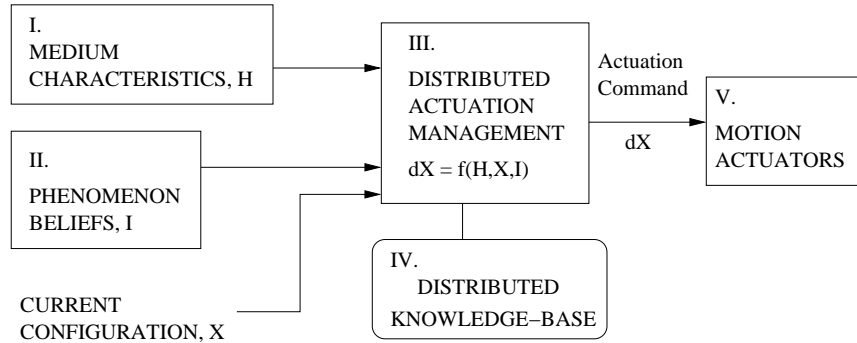 I.
MEDIUM
CHARACTERISTICS, H
II.
PHENOMENON
BELIEFS, I
CURRENT
CONFIGURATION, X
III.
DISTRIBUTED
ACTUATION
MANAGEMENT
dX = f(H,X,I)
IV.
DISTRIBUTED
KNOWLEDGE−BASE
Actuation
Command
dX
V.
MOTION
ACTUATORS